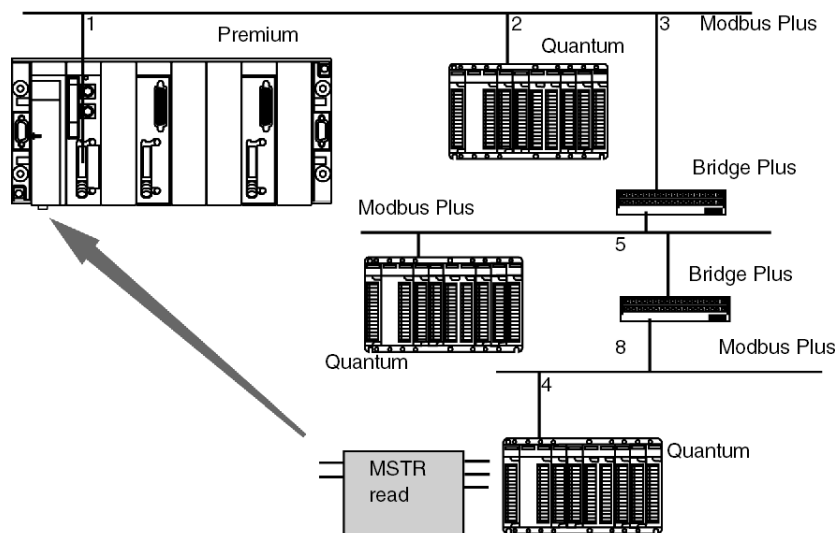 1
2
3
Modbus Plus
Premium
Quantum
Bridge Plus
Modbus Plus
5
Bridge Plus
Quantum
8
Modbus Plus
4
MSTR
read
Quantum